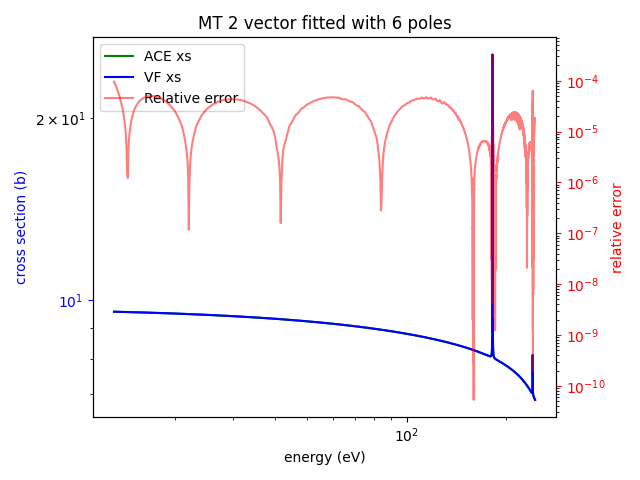 MT 2 vector fitted with 6 poles
ACE xs
VF xs
Relative error
cross section (b)
2 × 10¹
10¹
10⁻⁴
10⁻⁵
10⁻⁶
10⁻⁷
10⁻⁸
10⁻⁹
10⁻¹⁰
relative error
10²
energy (eV)